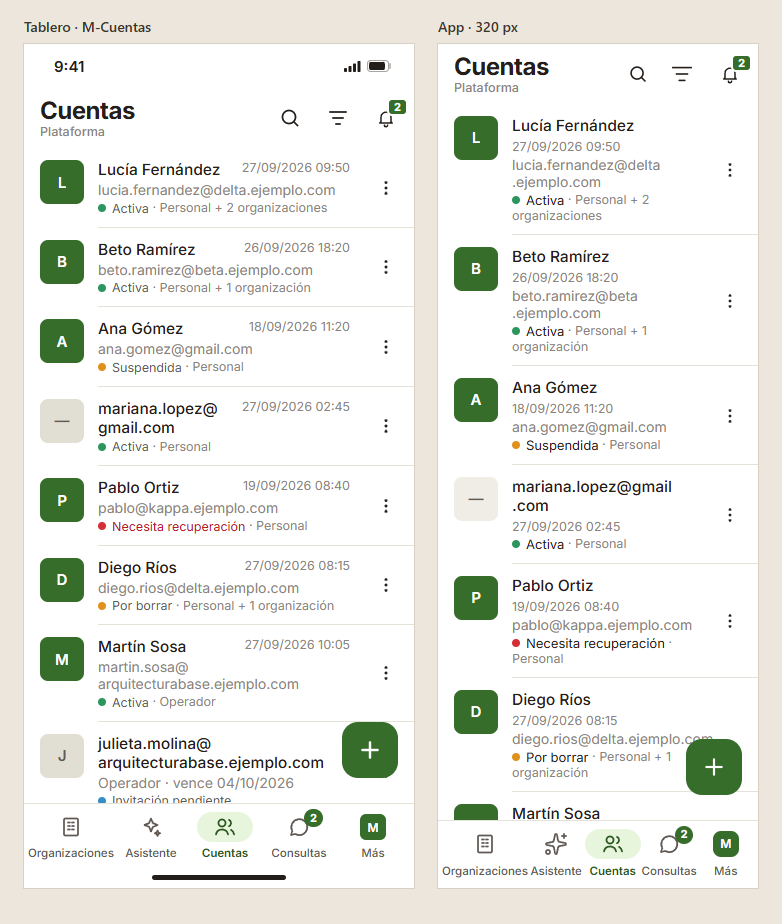 Tablero · M-Cuentas
9:41
Cuentas
Plataforma
2
L
Lucía Fernández 27/09/2026 09:50
lucia.fernandez@delta.ejemplo.com
Activa · Personal + 2 organizaciones
B
Beto Ramírez 26/09/2026 18:20
beto.ramirez@beta.ejemplo.com
Activa · Personal + 1 organización
A
Ana Gómez 18/09/2026 11:20
ana.gomez@gmail.com
Suspendida · Personal
—
mariana.lopez@ 27/09/2026 02:45
gmail.com
Activa · Personal
P
Pablo Ortiz 19/09/2026 08:40
pablo@kappa.ejemplo.com
Necesita recuperación · Personal
D
Diego Ríos 27/09/2026 08:15
diego.rios@delta.ejemplo.com
Por borrar · Personal + 1 organización
M
Martín Sosa 27/09/2026 10:05
martin.sosa@
arquitecturabase.ejemplo.com
Activa · Operador
J
julieta.molina@
arquitecturabase.ejemplo.com
Operador · vence 04/10/2026
Invitación pendiente
+
2
M
Organizaciones Asistente Cuentas Consultas Más
App · 320 px
Cuentas
Plataforma
2
L
Lucía Fernández
27/09/2026 09:50
lucia.fernandez@delta
.ejemplo.com
Activa · Personal + 2
organizaciones
B
Beto Ramírez
26/09/2026 18:20
beto.ramirez@beta
.ejemplo.com
Activa · Personal + 1
organización
A
Ana Gómez
18/09/2026 11:20
ana.gomez@gmail.com
Suspendida · Personal
—
mariana.lopez@gmail
.com
27/09/2026 02:45
Activa · Personal
P
Pablo Ortiz
19/09/2026 08:40
pablo@kappa.ejemplo.com
Necesita recuperación ·
Personal
D
Diego Ríos
27/09/2026 08:15
diego.rios@delta.ejemplo.com
Por borrar · Personal + 1
organización
+
Martín Sosa
2
M
Organizaciones Asistente Cuentas Consultas Más